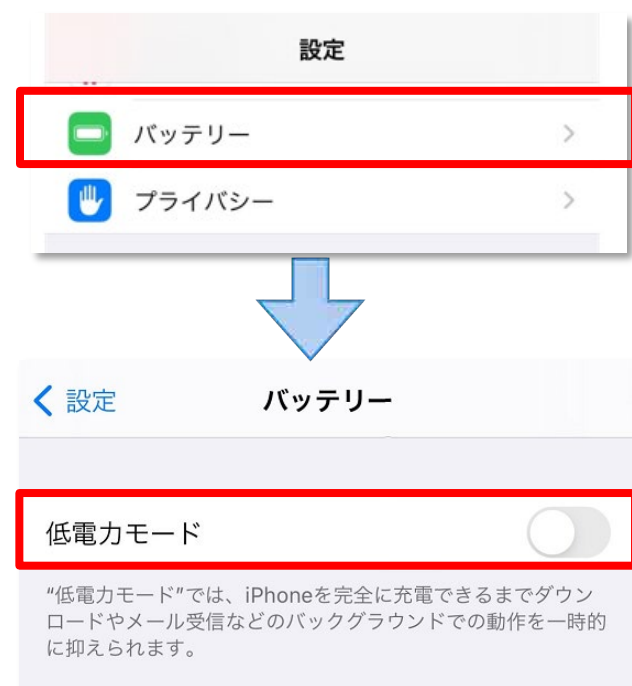 設定
バッテリー
プライバシー
設定
バッテリー
低電力モード
“低電力モード”では、iPhoneを完全に充電できるまでダウン
ロードやメール受信などのバックグラウンドでの動作を一時的
に抑えられます。